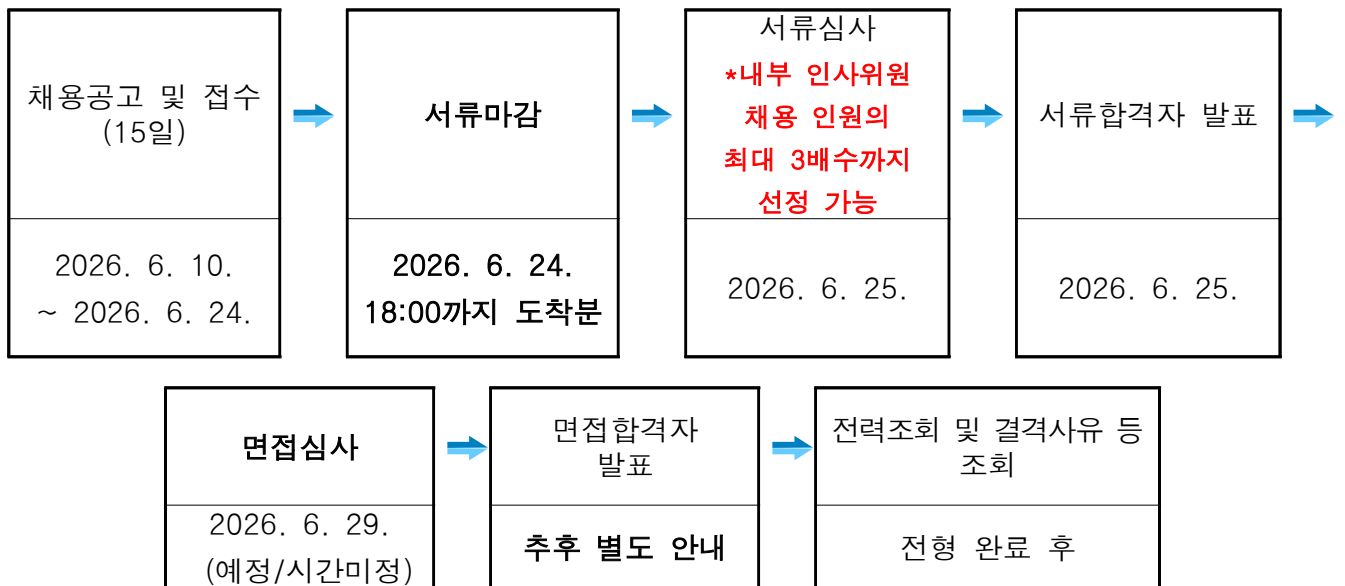 채용공고 및 접수
(15일)
2026. 6. 10.
~ 2026. 6. 24.
서류마감
2026. 6. 24.
18:00까지 도착분
서류심사
*내부 인사위원
채용 인원의
최대 3배수까지
선정 가능
2026. 6. 25.
서류합격자 발표
2026. 6. 25.
면접심사
2026. 6. 29.
(예정/시간미정)
면접합격자
발표
추후 별도 안내
전력조회 및 결격사유 등
조회
전형 완료 후